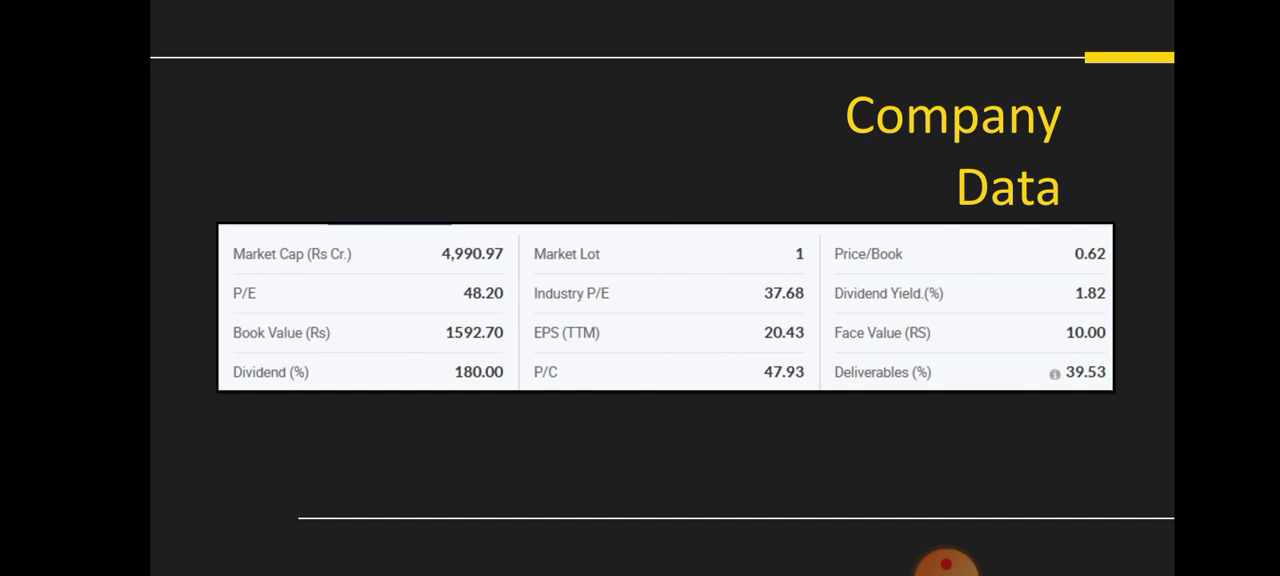 Company
Data
Market Cap (Rs Cr.) 4,990.97 Market Lot 1 Price/Book 0.62
P/E 48.20 Industry P/E 37.68 Dividend Yield.(%) 1.82
Book Value (Rs) 1592.70 EPS (TTM) 20.43 Face Value (RS) 10.00
Dividend (%) 180.00 P/C 47.93 Deliverables (%) 39.53